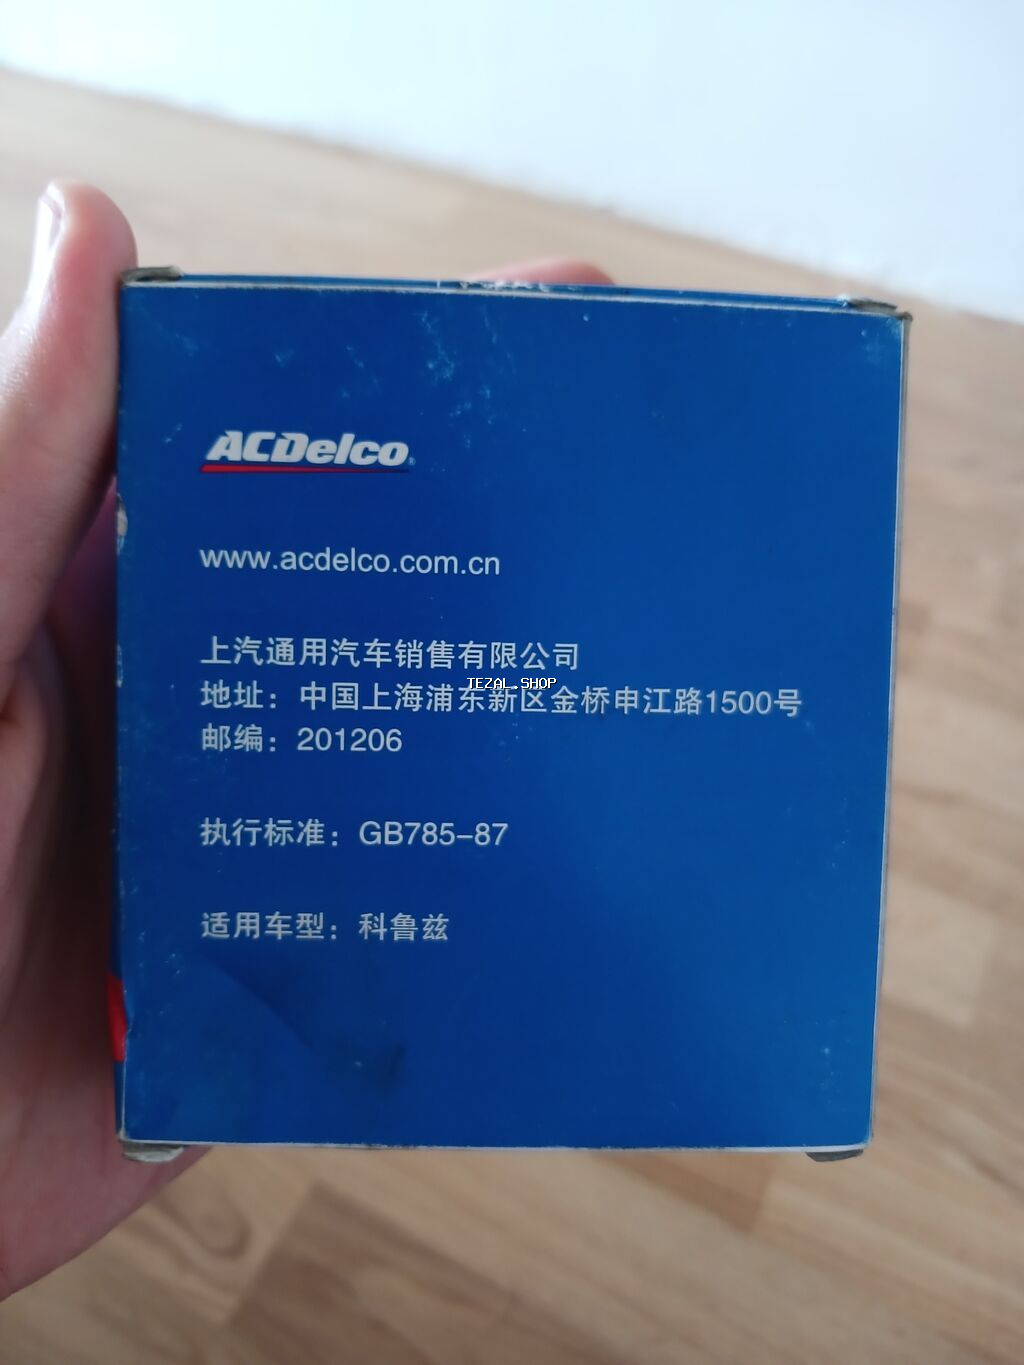 ACDelco®
www.acdelco.com.cn
上汽通用汽车销售有限公司
TEZAL.SHOP
地址：中国上海浦东新区金桥申江路1500号
邮编：201206
执行标准：GB785-87
适用车型：科鲁兹